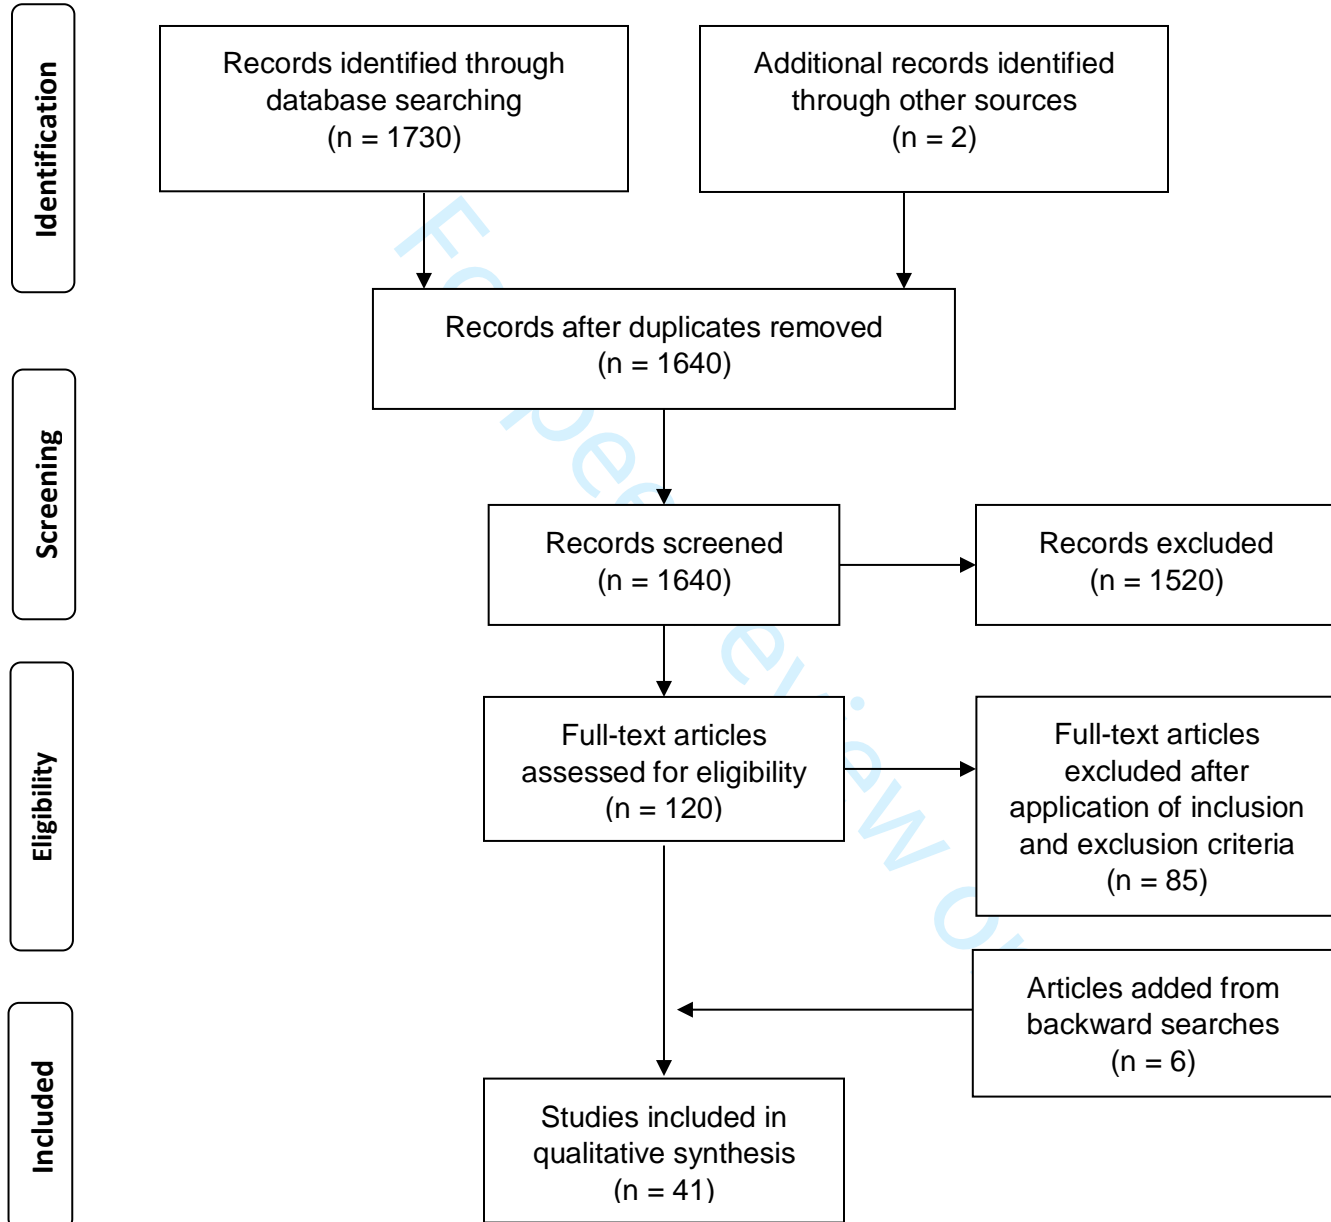 Identification
Records identified through
database searching
(n = 1730)
Additional records identified
through other sources
(n = 2)
Records after duplicates removed
(n = 1640)
Screening
Records screened
(n = 1640)
Records excluded
(n = 1520)
Eligibility
Full-text articles
assessed for eligibility
(n = 120)
Full-text articles
excluded after
application of inclusion
and exclusion criteria
(n = 85)
Articles added from
backward searches
(n = 6)
Included
Studies included in
qualitative synthesis
(n = 41)